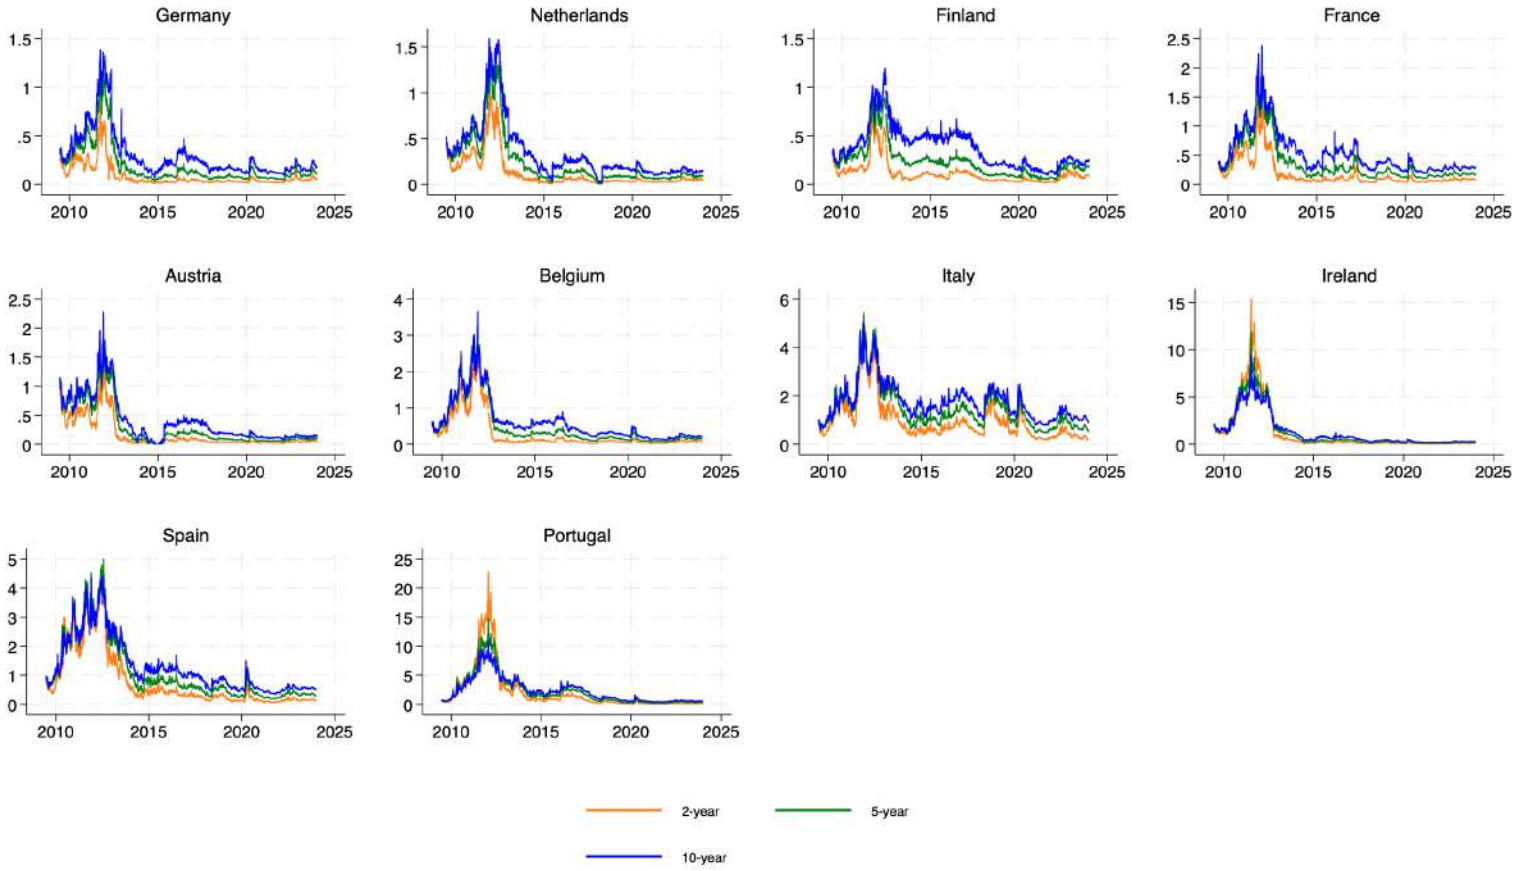 Germany Netherlands Finland France
1.5 1.5 1.5 2.5
2
1 1 1 1.5
1
.5 .5 .5 .5
0 0 0 0
2010 2015 2020 2025 2010 2015 2020 2025 2010 2015 2020 2025 2010 2015 2020 2025
Austria Belgium Italy Ireland
2.5 4 6 15
2 3
1.5 4 10
2
1 2 5
.5 1
0 0 0 0
2010 2015 2020 2025 2010 2015 2020 2025 2010 2015 2020 2025 2010 2015 2020 2025
Spain Portugal
5 25
4 20
3 15
2 10
1 5
0 0
2010 2015 2020 2025 2010 2015 2020 2025
2-year 5-year
10-year